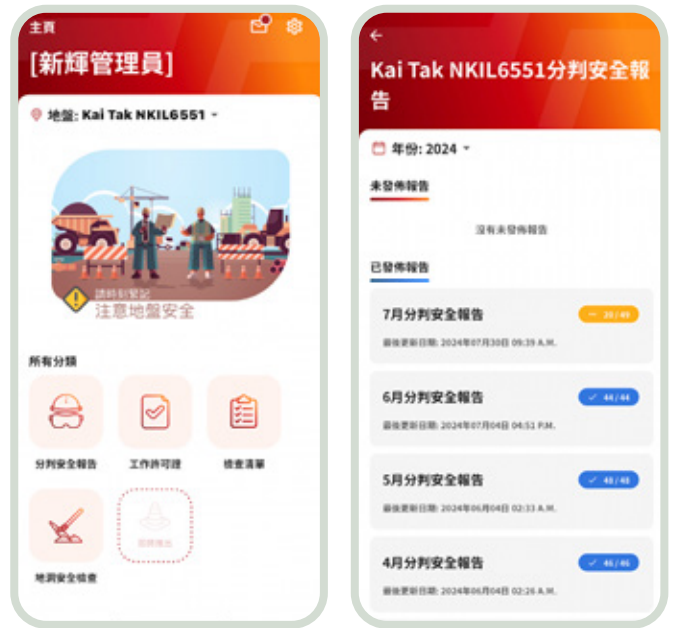 主頁
[新輝管理員]
地盤: Kai Tak NKIL6551
請時刻緊記
注意地盤安全
所有分類
分判安全報告
工作許可證
檢查清單
地洞安全檢查
Kai Tak NKIL6551分判安全報
告
年份: 2024
未發佈報告
沒有未發佈報告
已發佈報告
7月分判安全報告
20/49
最後更新日期: 2024年07月30日 09:39 A.M.
6月分判安全報告
44/44
最後更新日期: 2024年07月04日 04:51 P.M.
5月分判安全報告
48/48
最後更新日期: 2024年06月04日 02:33 A.M.
4月分判安全報告
46/46
最後更新日期: 2024年06月04日 02:26 A.M.